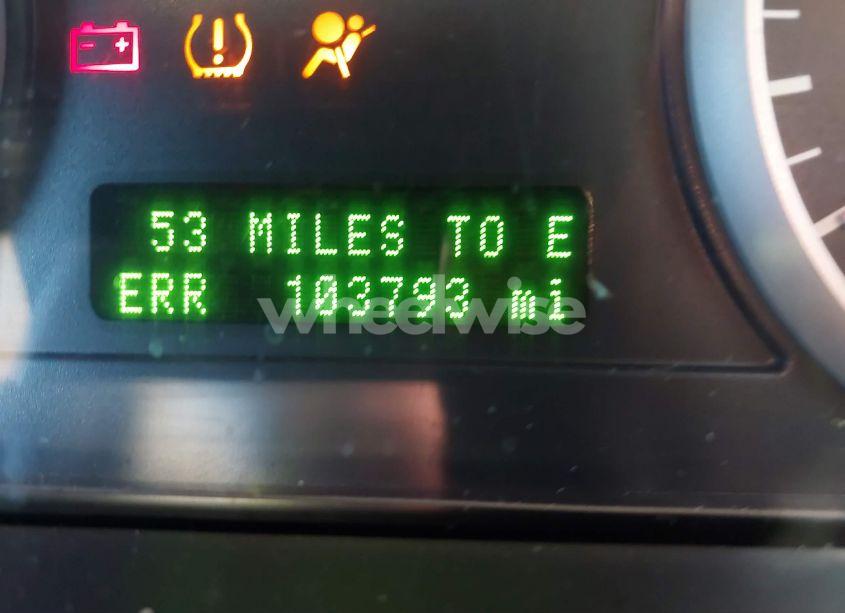 53 MILES TO E
ERR 103793 mi
wheelwise